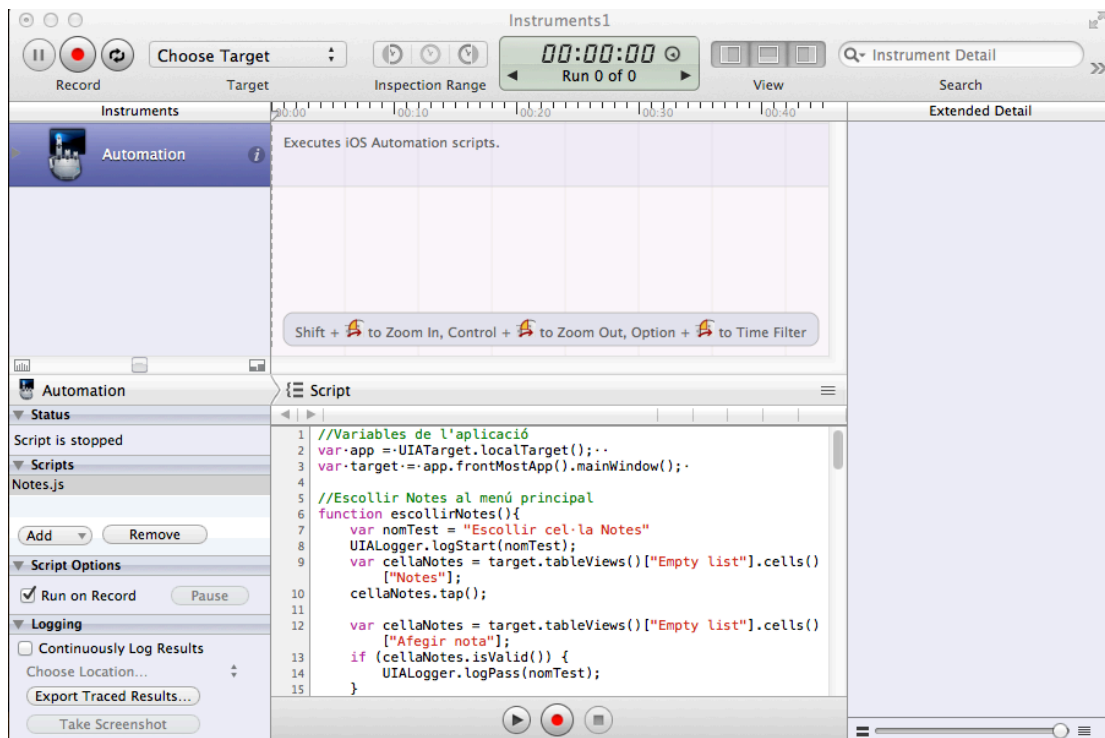 Instruments1
Choose Target
00:00:00
Run 0 of 0
Instrument Detail
Record
Target
Inspection Range
View
Search
Instruments
00:00
00:10
00:20
00:30
00:40
Extended Detail
Automation
Executes iOS Automation scripts.
Shift + to Zoom In, Control + to Zoom Out, Option + to Time Filter
Automation
Script
Status
Script is stopped
Scripts
Notes.js
Add
Remove
Script Options
Run on Record
Pause
Logging
Continuously Log Results
Choose Location...
Export Traced Results...
Take Screenshot
1 //Variables de l'aplicació
2 var·app =·UIATarget.localTarget();··
3 var·target·=·app.frontMostApp().mainWindow();·
4
5 //Escollir Notes al menú principal
6 function escollirNotes(){
7 var nomTest = "Escollir cel·la Notes"
8 UIALogger.logStart(nomTest);
9 var cellaNotes = target.tableViews()["Empty list"].cells()
["Notes"];
10 cellaNotes.tap();
11
12 var cellaNotes = target.tableViews()["Empty list"].cells()
["Afegir nota"];
13 if (cellaNotes.isValid()) {
14 UIALogger.logPass(nomTest);
15 }